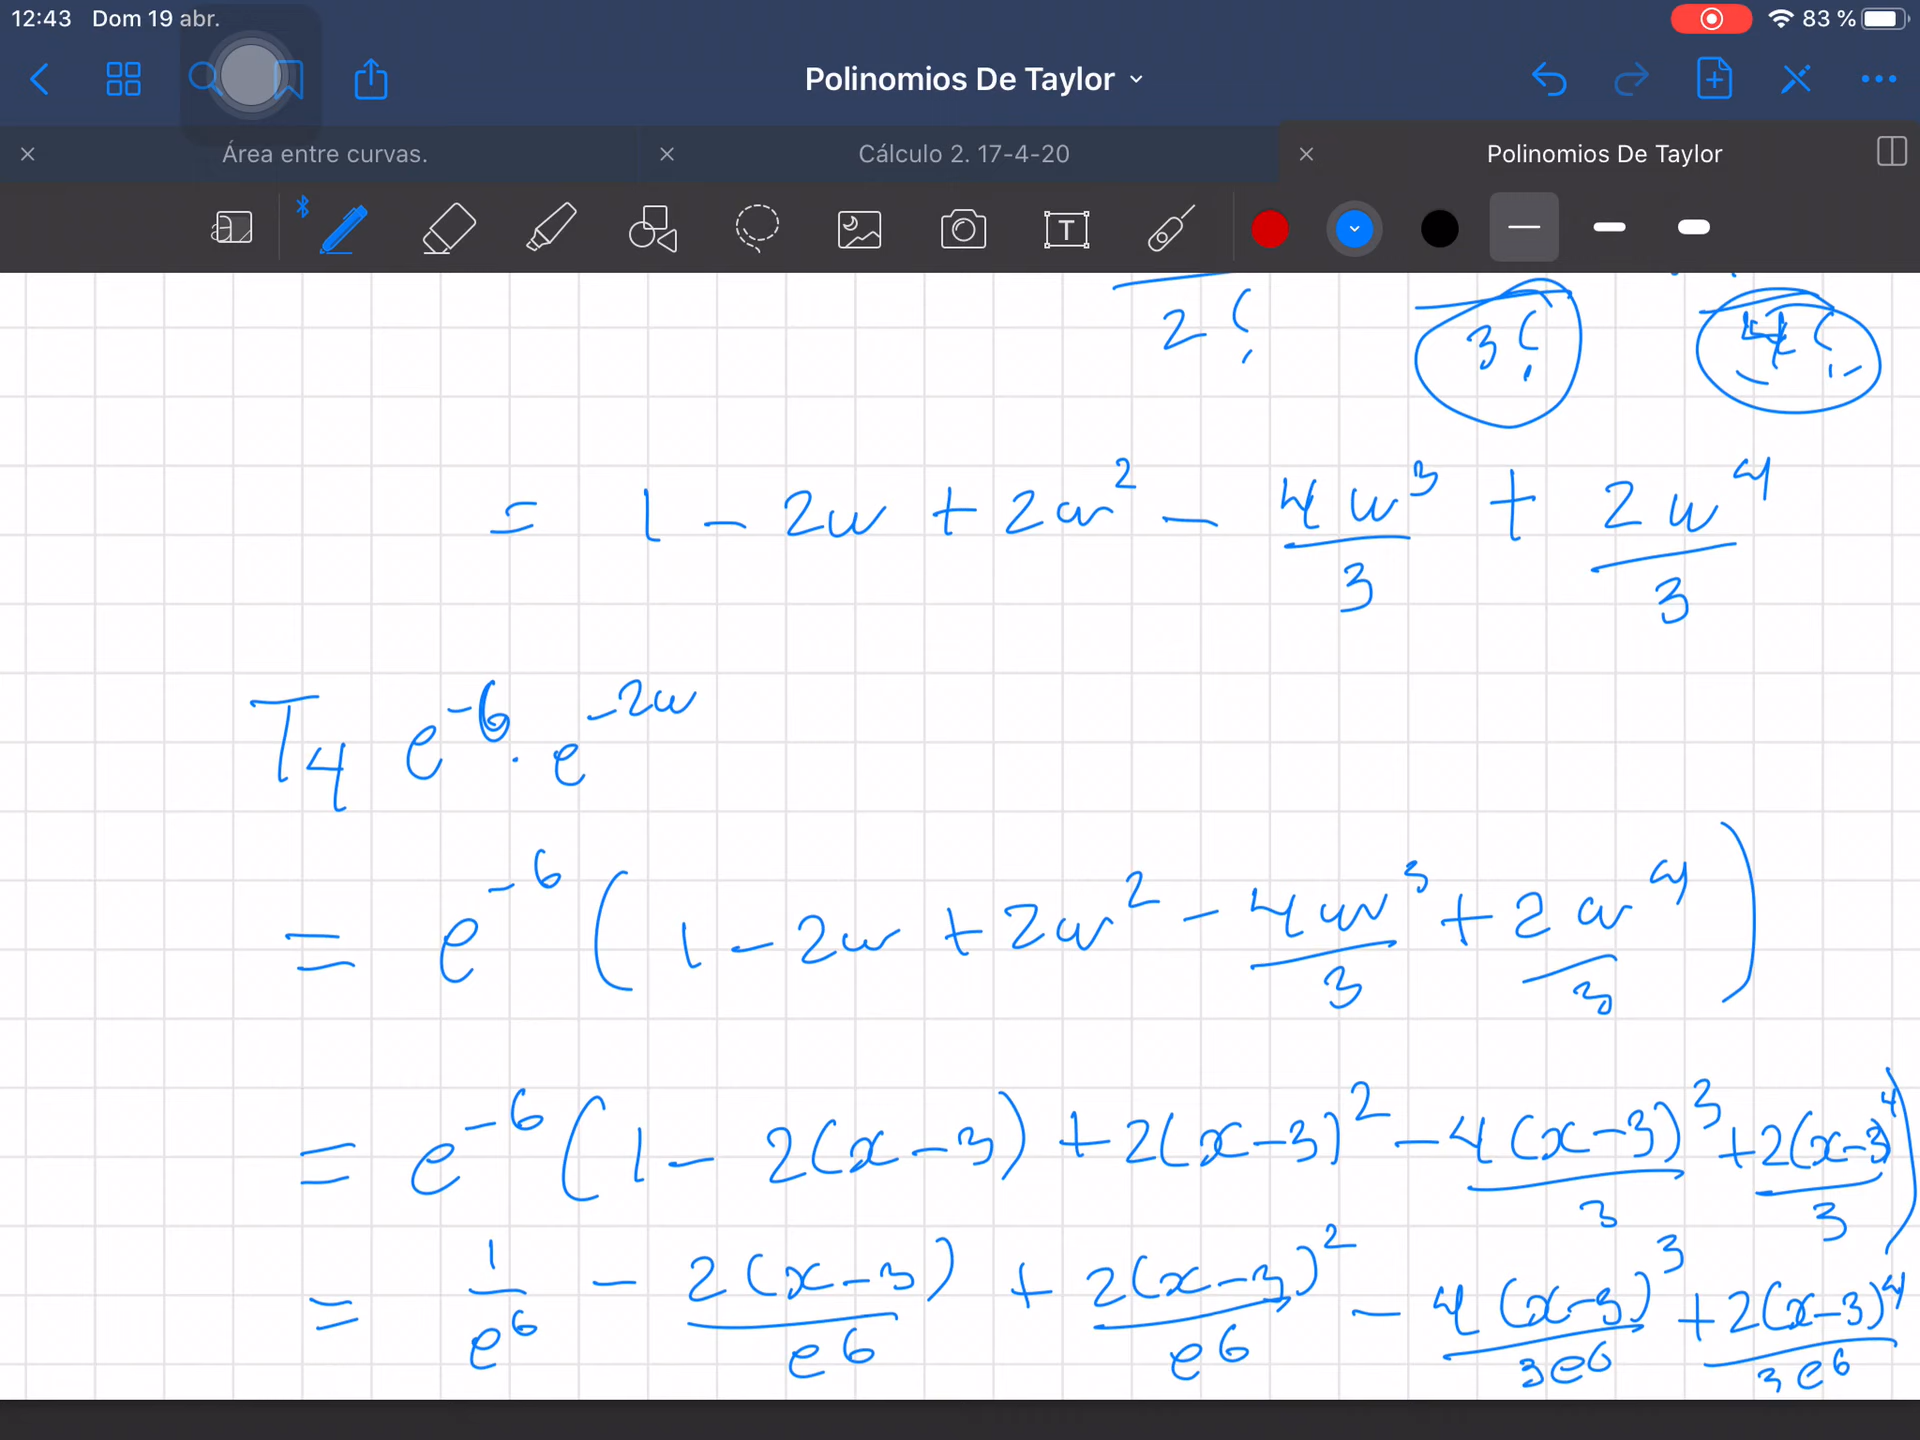 12:43 Dom 19 abr. 83 %
Polinomios De Taylor
Área entre curvas. Cálculo 2. 17-4-20 Polinomios De Taylor
T
2! 3! 4!
= 1 - 2w + 2w² - 4w³/3 + 2w⁴/3
T₄ e⁻⁶ · e⁻²ʷ
= e⁻⁶ (1 - 2w + 2w² - 4w³/3 + 2w⁴/3)
= e⁻⁶ (1 - 2(x-3) + 2(x-3)² - 4(x-3)³/3 + 2(x-3)⁴/3)
= 1/e⁶ - 2(x-3)/e⁶ + 2(x-3)²/e⁶ - 4(x-3)³/3e⁶ + 2(x-3)⁴/3e⁶